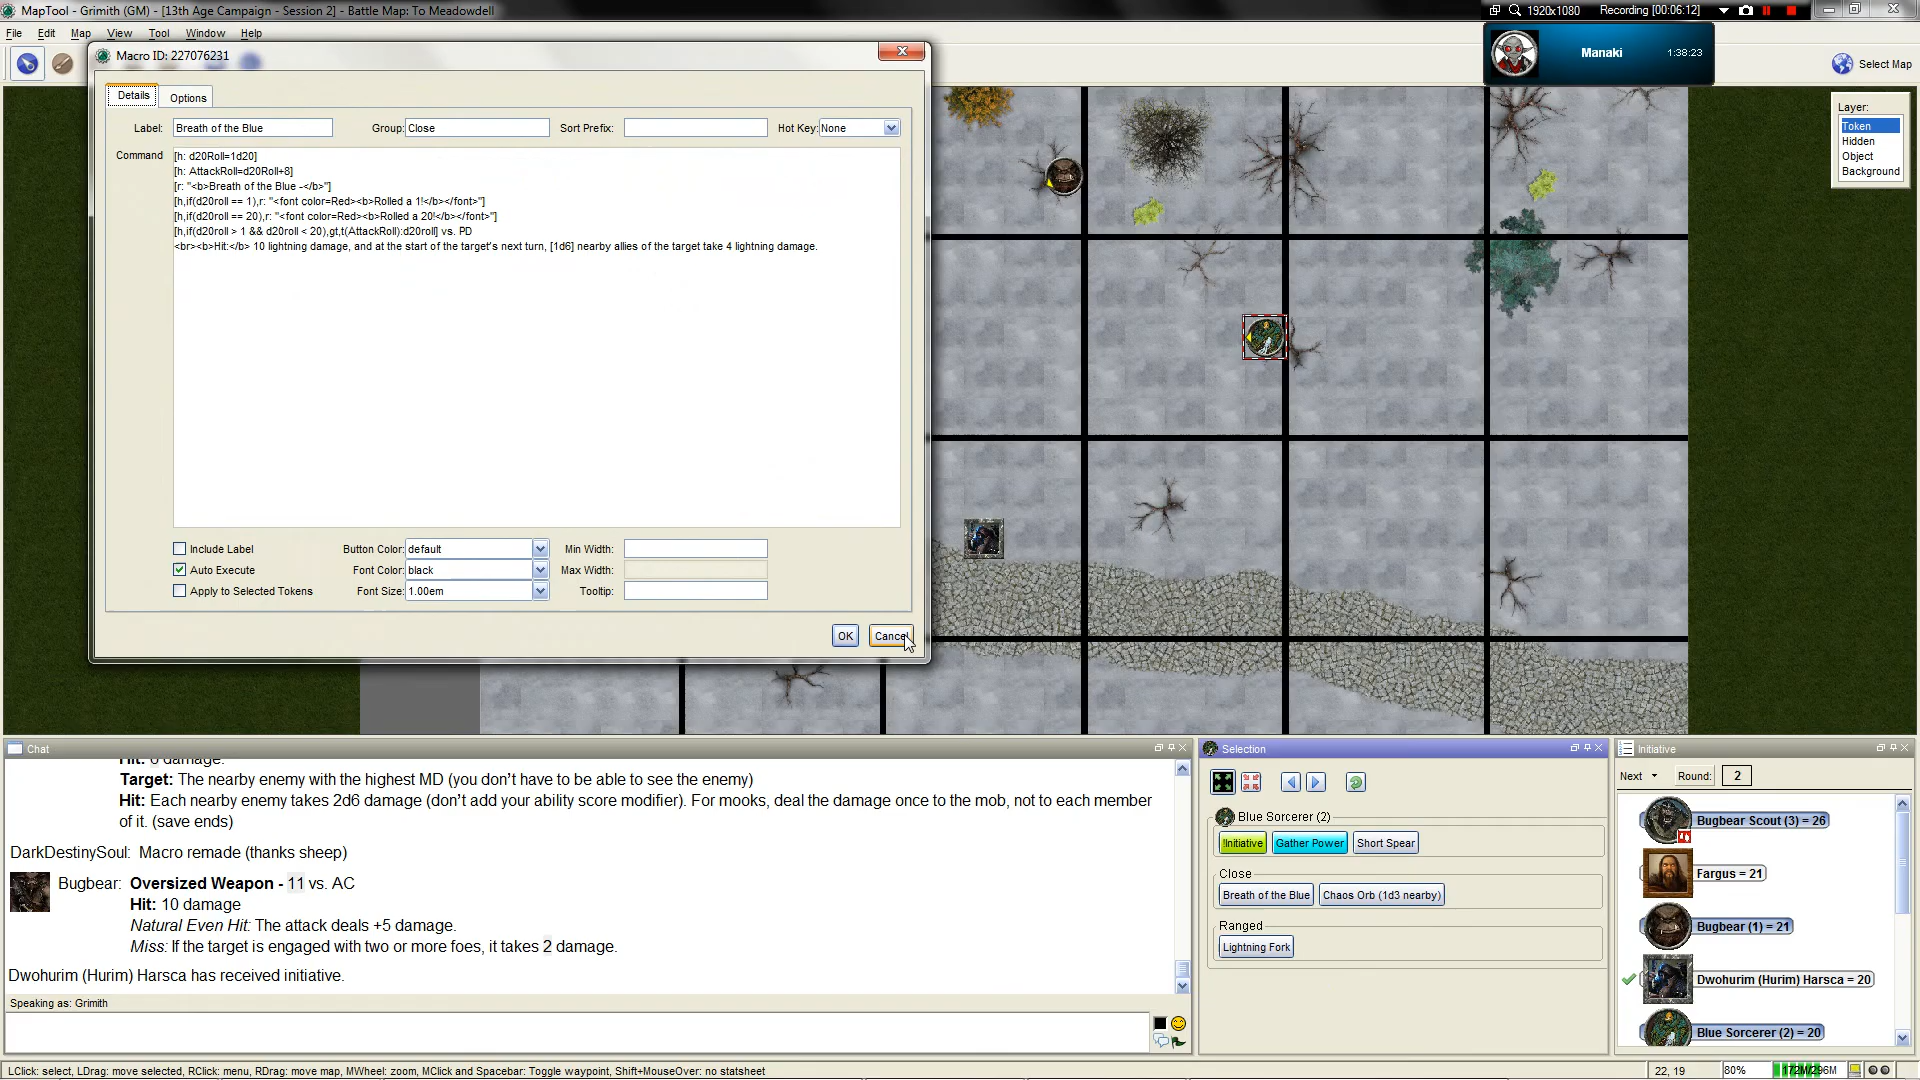 MapTool - Grimith (GM) - [13th Age Campaign - Session 2] - Battle Map: To Meadowdell
1920x1080
Recording [00:06:12]
File Edit Map View Tool Window Help
Manaki
1:38:23
Select Map
Macro ID: 227076231
Details
Options
Label: Breath of the Blue
Group: Close
Sort Prefix:
Hot Key: None
Command
[h: d20Roll=1d20]
[h: AttackRoll=d20Roll+8]
[r: "<b>Breath of the Blue -</b>"]
[h,if(d20roll == 1),r: "<font color=Red><b>Rolled a 1!</b></font>"]
[h,if(d20roll == 20),r: "<font color=Red><b>Rolled a 20!</b></font>"]
[h,if(d20roll > 1 && d20roll < 20),gt,t(AttackRoll):d20roll] vs. PD
<br><b>Hit:</b> 10 lightning damage, and at the start of the target's next turn, [1d6] nearby allies of the target take 4 lightning damage.
Include Label
Button Color: default
Min Width:
Auto Execute
Font Color: black
Max Width:
Apply to Selected Tokens
Font Size: 1.00em
Tooltip:
OK
Cancel
Layer:
Token
Hidden
Object
Background
Chat
Target: The nearby enemy with the highest MD (you don't have to be able to see the enemy)
Hit: Each nearby enemy takes 2d6 damage (don't add your ability score modifier). For mooks, deal the damage once to the mob, not to each member
of it. (save ends)
DarkDestinySoul: Macro remade (thanks sheep)
Bugbear: Oversized Weapon - 11 vs. AC
Hit: 10 damage
Natural Even Hit: The attack deals +5 damage.
Miss: If the target is engaged with two or more foes, it takes 2 damage.
Dwohurim (Hurim) Harsca has received initiative.
Speaking as: Grimith
Selection
Blue Sorcerer (2)
!Initiative
Gather Power
Short Spear
Close
Breath of the Blue
Chaos Orb (1d3 nearby)
Ranged
Lightning Fork
Initiative
Next
Round: 2
Bugbear Scout (3) = 26
Fargus = 21
Bugbear (1) = 21
Dwohurim (Hurim) Harsca = 20
Blue Sorcerer (2) = 20
LClick: select, LDrag: move selected, RClick: menu, RDrag: move map, MWheel: zoom, MClick and Spacebar: Toggle waypoint, Shift+MouseOver: no statsheet
22, 19
80%
172M/296M